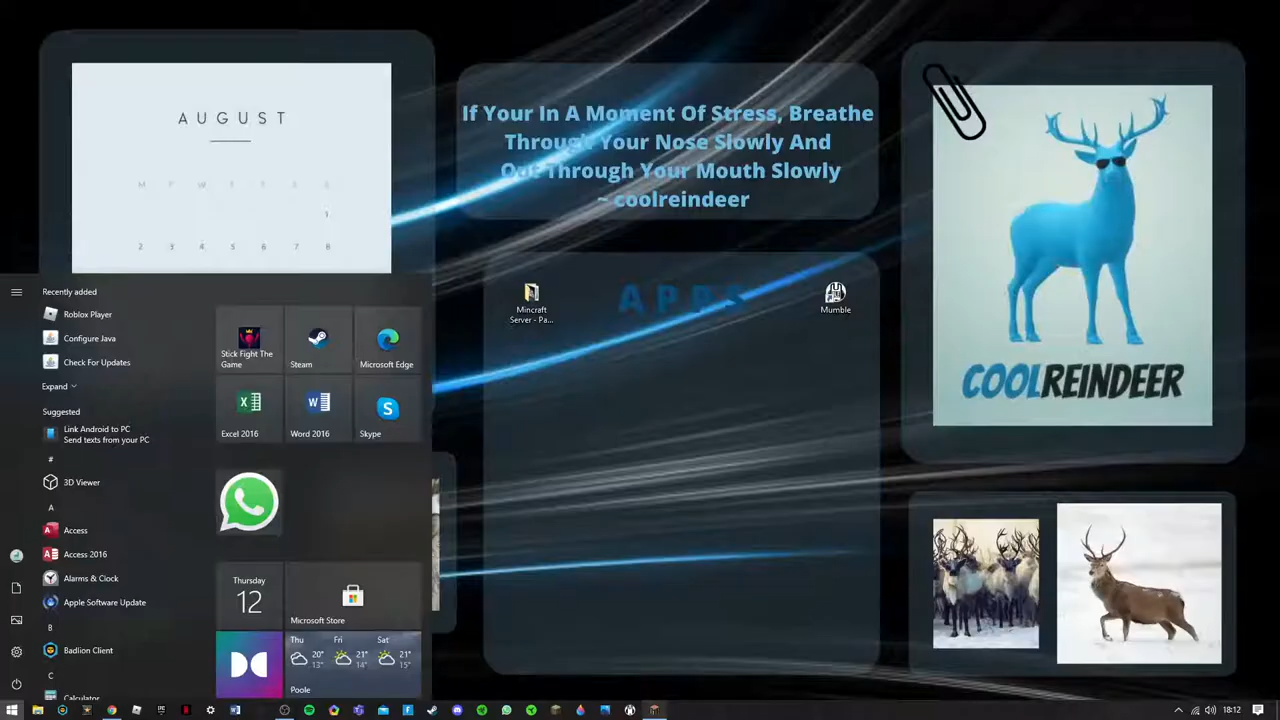 AUGUST
M T W T F S S
1
2 3 4 5 6 7 8
If Your In A Moment Of Stress, Breathe
Through Your Nose Slowly And
Out Through Your Mouth Slowly
~ coolreindeer
APPS
Mincraft
Server - Pa...
Mumble
COOLREINDEER
Recently added
Roblox Player
Configure Java
Check For Updates
Expand
Suggested
Link Android to PC
Send texts from your PC
#
3D Viewer
A
Access
Access 2016
Alarms & Clock
Apple Software Update
B
Badlion Client
C
Calculator
Stick Fight The
Game
Steam
Microsoft Edge
Excel 2016
Word 2016
Skype
Thursday
12
Microsoft Store
Thu Fri Sat
20° 21° 21°
13° 14° 15°
Poole
18:12